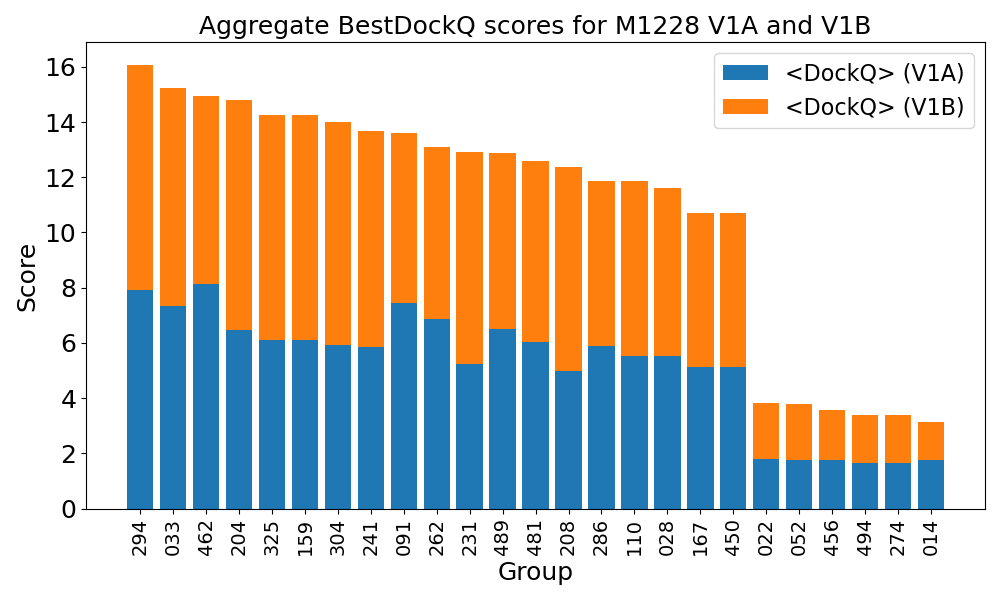 Aggregate BestDockQ scores for M1228 V1A and V1B
<DockQ> (V1A)
<DockQ> (V1B)
Score
16
14
12
10
8
6
4
2
0
294 033 462 204 325 159 304 241 091 262 231 489 481 208 286 110 028 167 450 022 052 456 494 274 014
Group